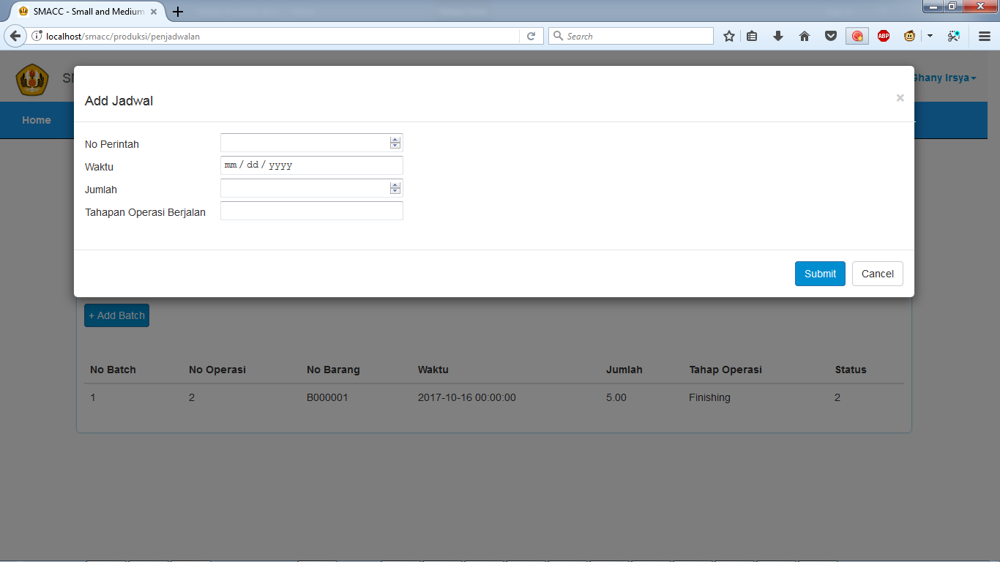 SMACC - Small and Medium
localhost/smacc/produksi/penjadwalan
Search
ABP
Ghany Irsya
Add Jadwal
×
Home
No Perintah
Waktu
mm / dd / yyyy
Jumlah
Tahapan Operasi Berjalan
Submit
Cancel
+ Add Batch
No Batch No Operasi No Barang Waktu Jumlah Tahap Operasi Status
1 2 B000001 2017-10-16 00:00:00 5.00 Finishing 2